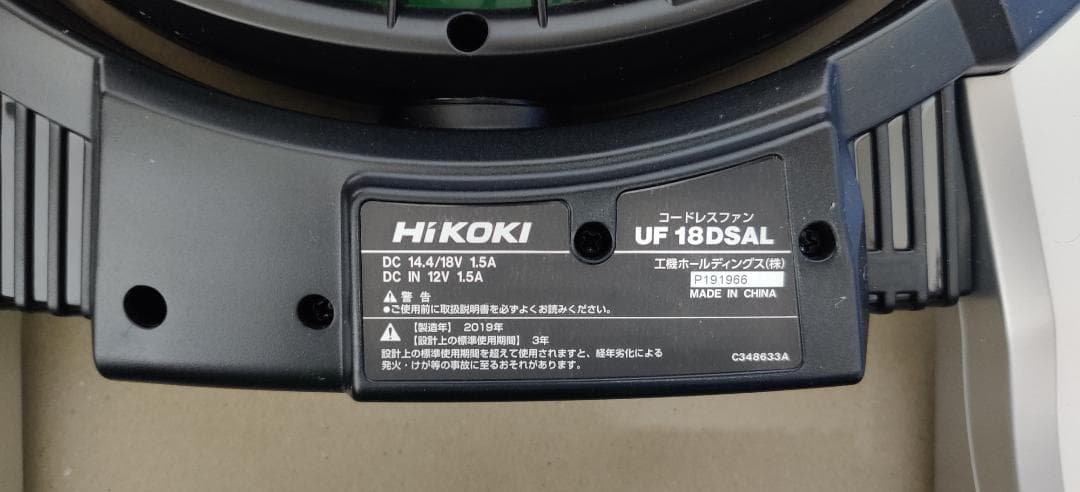 HiKOKI
DC 14.4/18V 1.5A
DC IN 12V 1.5A
コードレスファン
UF 18DSAL
工機ホールディングス(株)
P191966
MADE IN CHINA
⚠警告
●ご使用前に取扱説明書を必ずよくお読みください。
⚠【製造年】 2019年
【設計上の標準使用期間】 3年
設計上の標準使用期間を超えて使用されますと、経年劣化による
発火・けが等の事故に至るおそれがあります。
C348633A